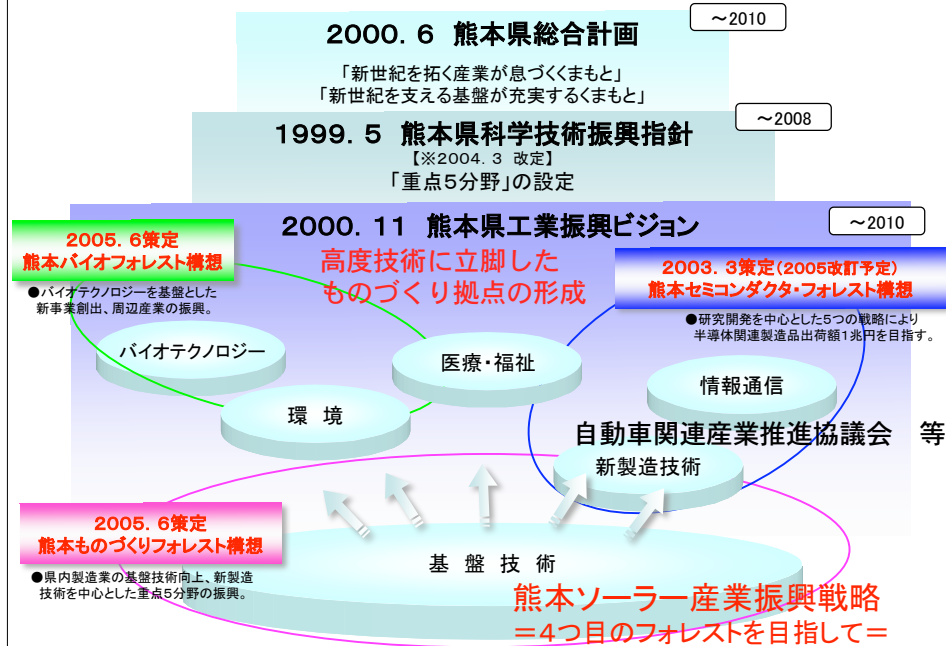 ～2010
2000．6 熊本県総合計画
「新世紀を拓く産業が息づくくまもと」
「新世紀を支える基盤が充実するくまもと」
～2008
1999．5 熊本県科学技術振興指針
【※2004．3 改定】
「重点5分野」の設定
～2010
2000．11 熊本県工業振興ビジョン
高度技術に立脚した
ものづくり拠点の形成
2005．6策定
熊本バイオフォレスト構想
●バイオテクノロジーを基盤とした
新事業創出、周辺産業の振興。
2003．3策定(2005改訂予定)
熊本セミコンダクタ・フォレスト構想
●研究開発を中心とした5つの戦略により
半導体関連製造品出荷額1兆円を目指す。
バイオテクノロジー
医療・福祉
環 境
情報通信
自動車関連産業推進協議会 等
新製造技術
2005．6策定
熊本ものづくりフォレスト構想
●県内製造業の基盤技術向上、新製造
技術を中心とした重点5分野の振興。
基 盤 技 術
熊本ソーラー産業振興戦略
＝4つ目のフォレストを目指して＝